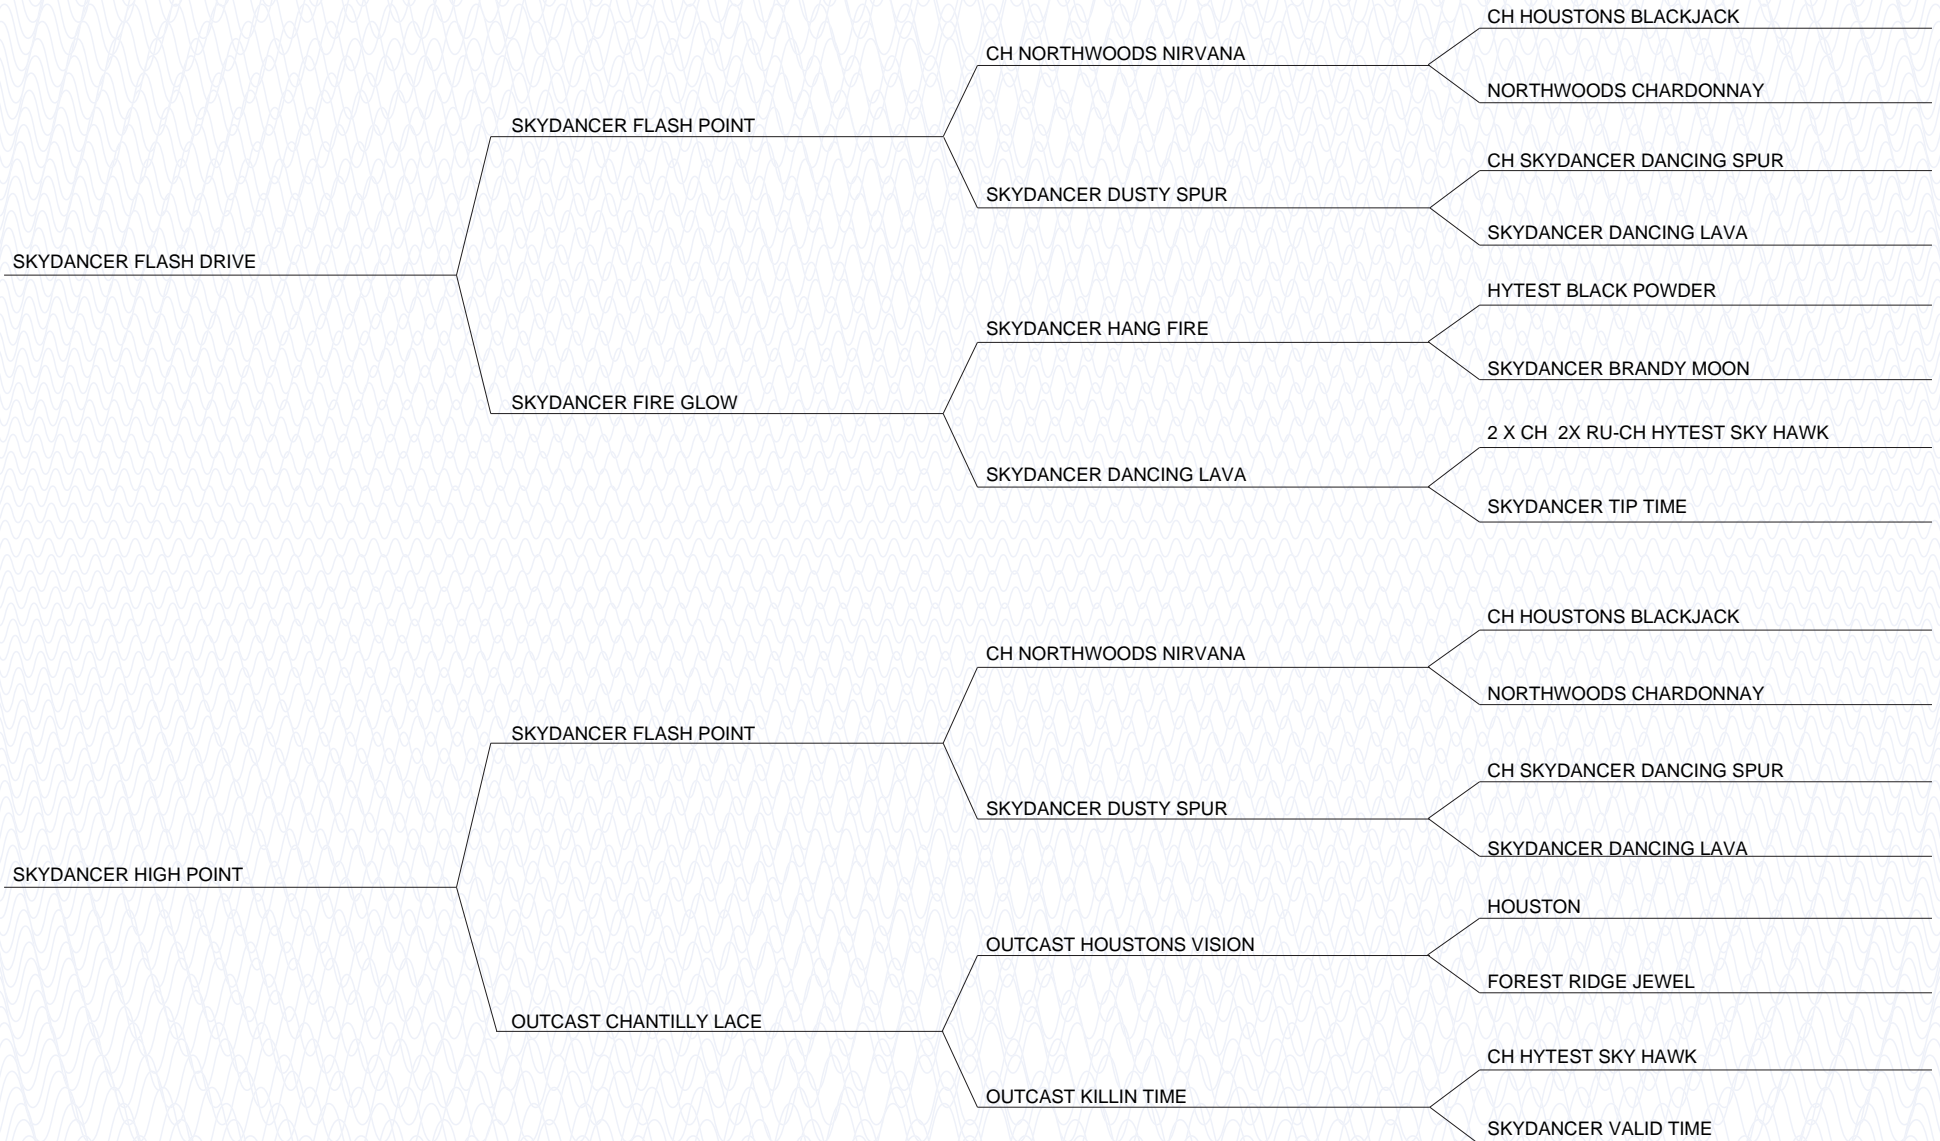 CH HOUSTONS BLACKJACK
CH NORTHWOODS NIRVANA
NORTHWOODS CHARDONNAY
SKYDANCER FLASH POINT
CH SKYDANCER DANCING SPUR
SKYDANCER DUSTY SPUR
SKYDANCER DANCING LAVA
SKYDANCER FLASH DRIVE
HYTEST BLACK POWDER
SKYDANCER HANG FIRE
SKYDANCER BRANDY MOON
SKYDANCER FIRE GLOW
2 X CH  2X RU-CH HYTEST SKY HAWK
SKYDANCER DANCING LAVA
SKYDANCER TIP TIME
CH HOUSTONS BLACKJACK
CH NORTHWOODS NIRVANA
NORTHWOODS CHARDONNAY
SKYDANCER FLASH POINT
CH SKYDANCER DANCING SPUR
SKYDANCER DUSTY SPUR
SKYDANCER DANCING LAVA
SKYDANCER HIGH POINT
HOUSTON
OUTCAST HOUSTONS VISION
FOREST RIDGE JEWEL
OUTCAST CHANTILLY LACE
CH HYTEST SKY HAWK
OUTCAST KILLIN TIME
SKYDANCER VALID TIME